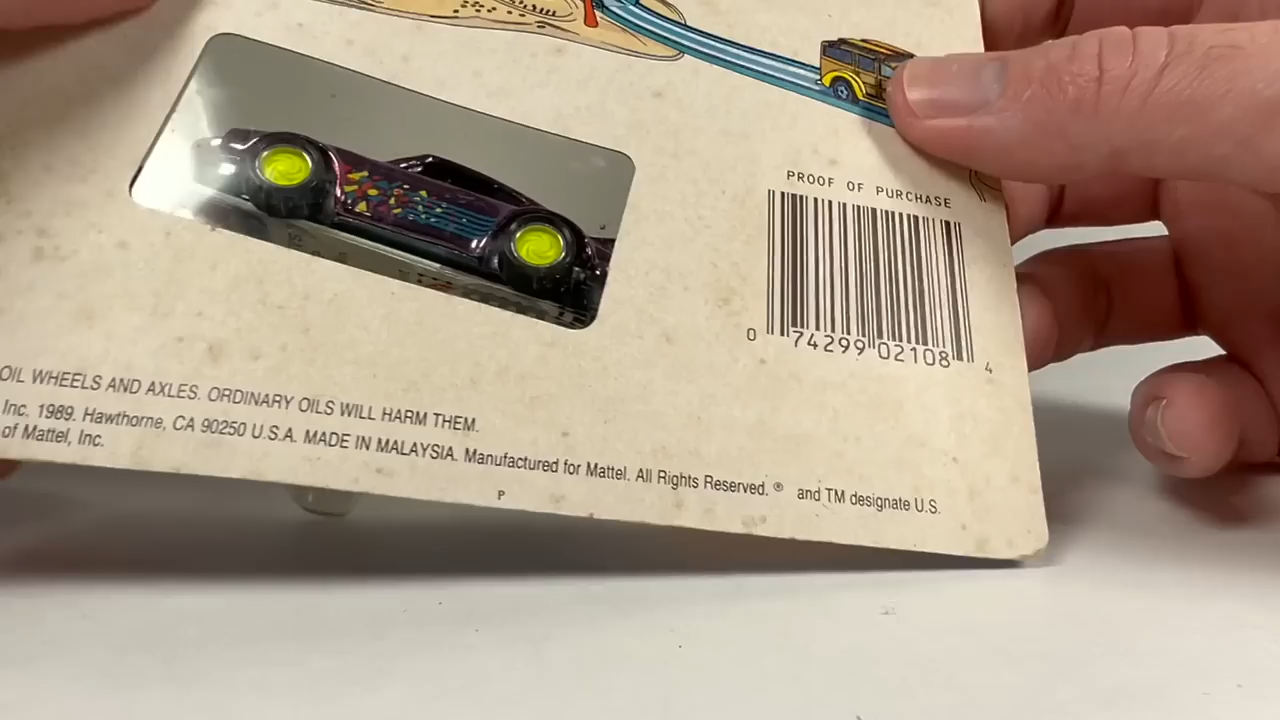 PROOF OF PURCHASE
0 74299 02108 4
OIL WHEELS AND AXLES. ORDINARY OILS WILL HARM THEM.
Inc. 1989. Hawthorne, CA 90250 U.S.A. MADE IN MALAYSIA. Manufactured for Mattel. All Rights Reserved.® and TM designate U.S.
of Mattel, Inc.
P